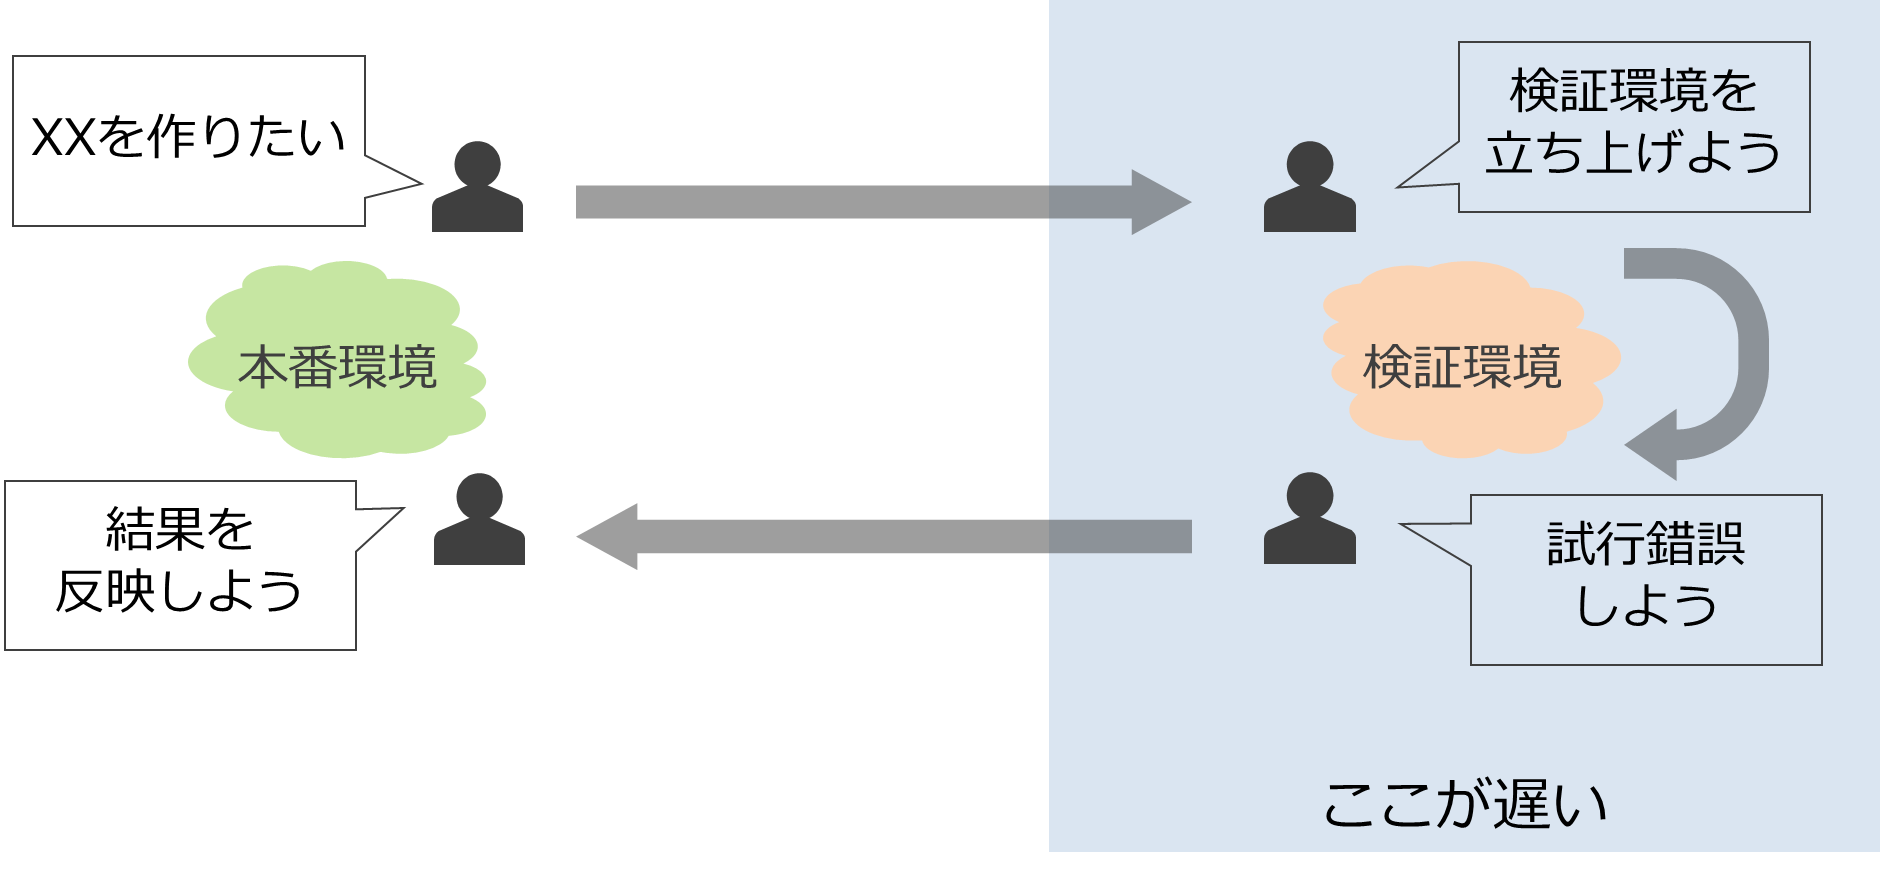 XXを作りたい
検証環境を
立ち上げよう
本番環境
検証環境
結果を
反映しよう
試行錯誤
しよう
ここが遅い